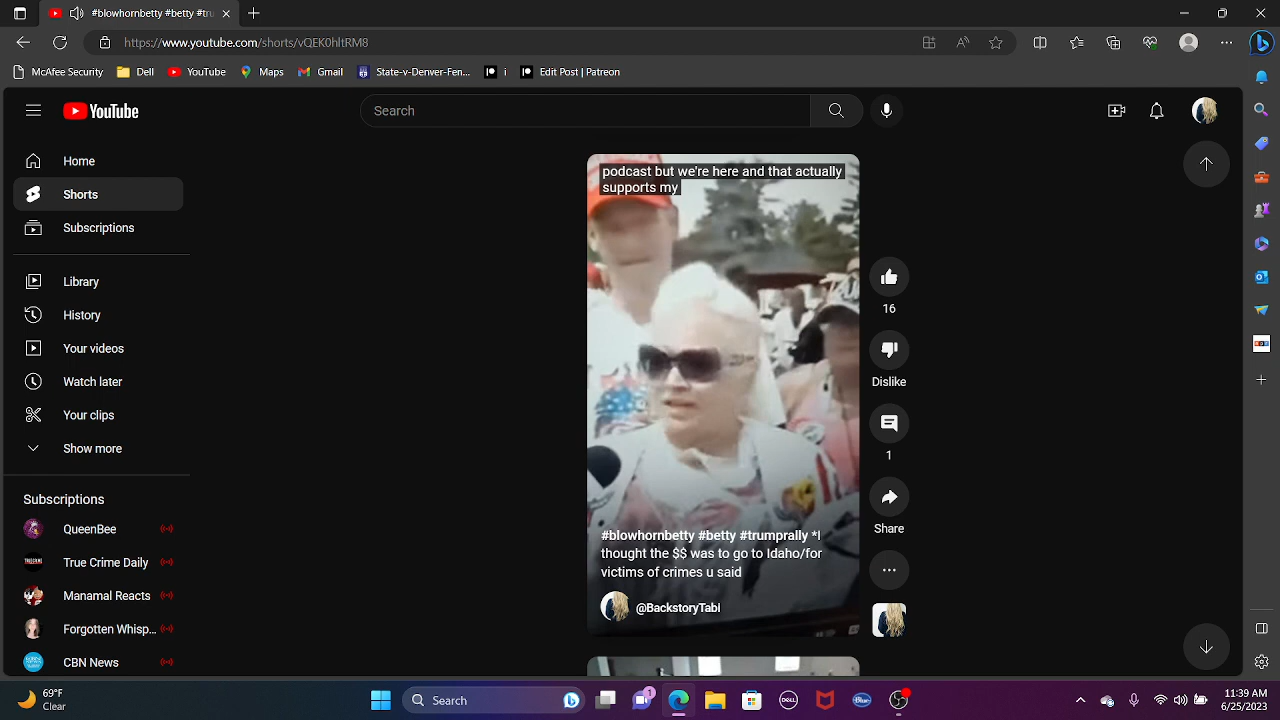 #blowhornbetty #betty #tru
https://www.youtube.com/shorts/vQEK0hltRM8
McAfee Security
Dell
YouTube
Maps
Gmail
State-v-Denver Fen...
i
Edit Post | Patreon
YouTube
Search
Home
Shorts
Subscriptions
Library
History
Your videos
Watch later
Your clips
Show more
Subscriptions
QueenBee
True Crime Daily
Manamal Reacts
Forgotten Whisp...
CBN News
podcast but we're here and that actually
supports my
#blowhornbetty #betty #trumprally *I
thought the $$ was to go to Idaho/for
victims of crimes u said
@BackstoryTabl
16
Dislike
1
Share
69°F
Clear
Search
1
DELL
Blue
11:39 AM
6/25/2023